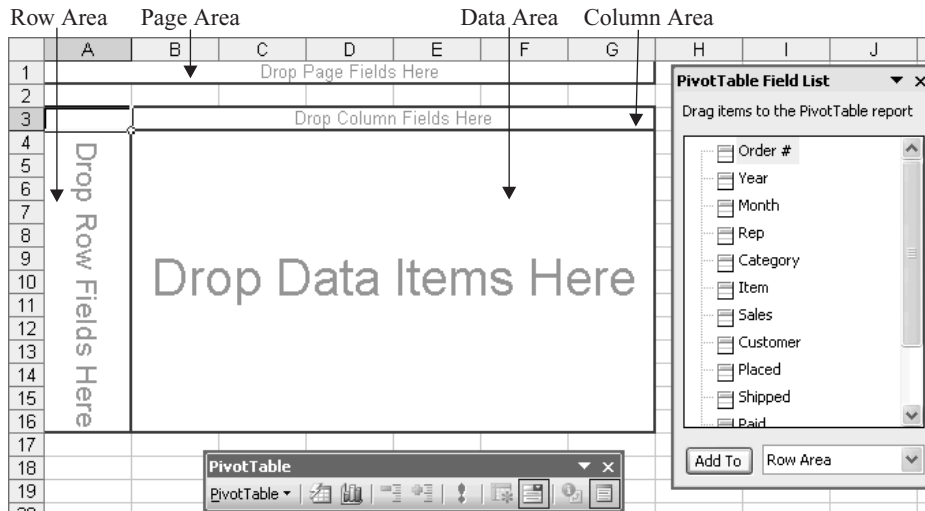 Row Area Page Area Data Area Column Area
A B C D E F G H I J
1 Drop Page Fields Here
2
3 Drop Column Fields Here
4
5
6
7
8
9
10
11
12
13
14
15
16
17
18
19
20
Drop Row Fields Here
Drop Data Items Here
PivotTable Field List
Drag items to the PivotTable report
Order #
Year
Month
Rep
Category
Item
Sales
Customer
Placed
Shipped
Paid
Add To Row Area
PivotTable
PivotTable